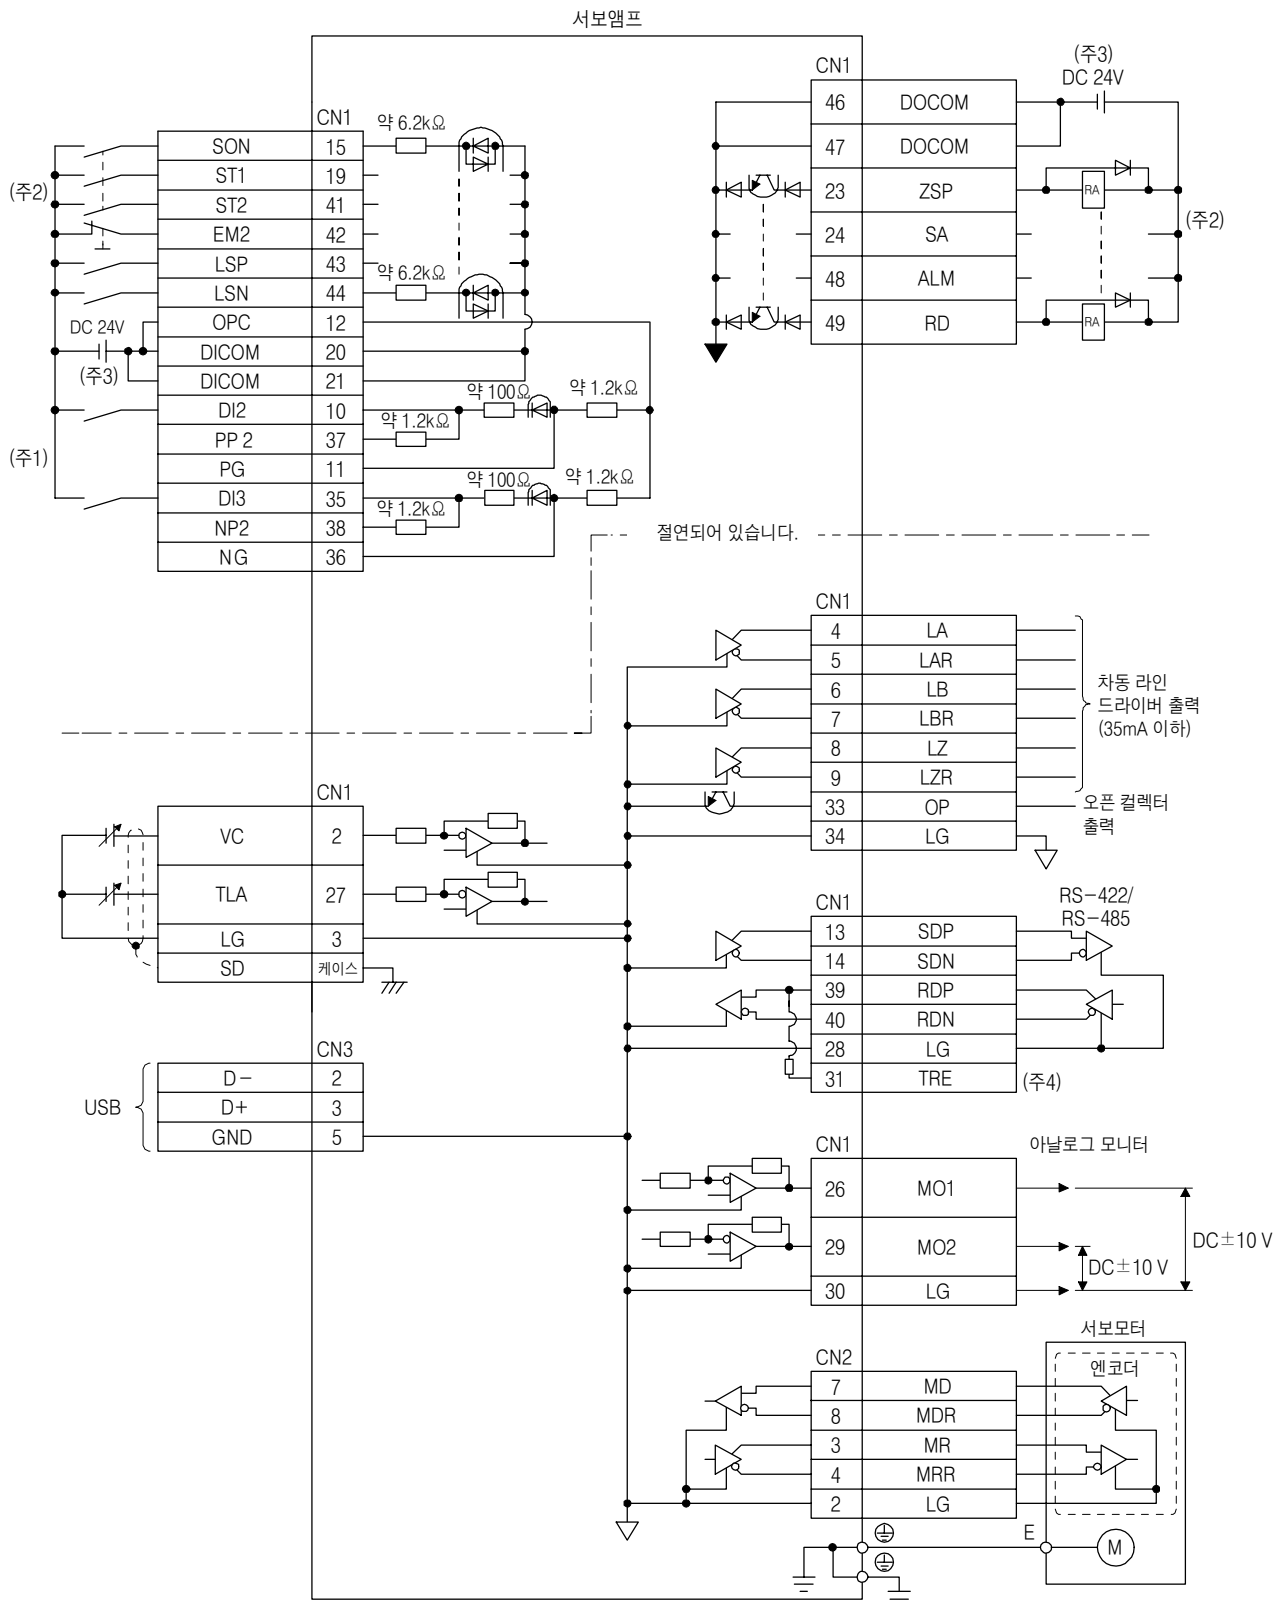 서보앰프
CN1
약 6.2kΩ
SON 15
ST1 19
(주2)
ST2 41
EM2 42
LSP 43
약 6.2kΩ
LSN 44
OPC 12
DC 24V
DICOM 20
(주3)
DICOM 21
약 100Ω 약 1.2kΩ
DI2 10
약 1.2kΩ
PP 2 37
(주1)
PG 11
약 100Ω 약 1.2kΩ
DI3 35
약 1.2kΩ
NP2 38
NG 36
절연되어 있습니다.
CN1
(주3)
DC 24V
46 DOCOM
47 DOCOM
23 ZSP
RA
(주2)
24 SA
48 ALM
49 RD
RA
CN1
4 LA
5 LAR
6 LB
7 LBR
8 LZ
9 LZR
차동 라인
드라이버 출력
(35mA 이하)
33 OP
34 LG
오픈 컬렉터
출력
CN1
VC 2
TLA 27
LG 3
SD 케이스
CN1
RS-422/
RS-485
13 SDP
14 SDN
39 RDP
40 RDN
28 LG
31 TRE
(주4)
CN3
USB
D- 2
D+ 3
GND 5
CN1
아날로그 모니터
26 MO1
29 MO2
30 LG
DC±10 V
DC±10 V
서보모터
엔코더
CN2
7 MD
8 MDR
3 MR
4 MRR
2 LG
E
M